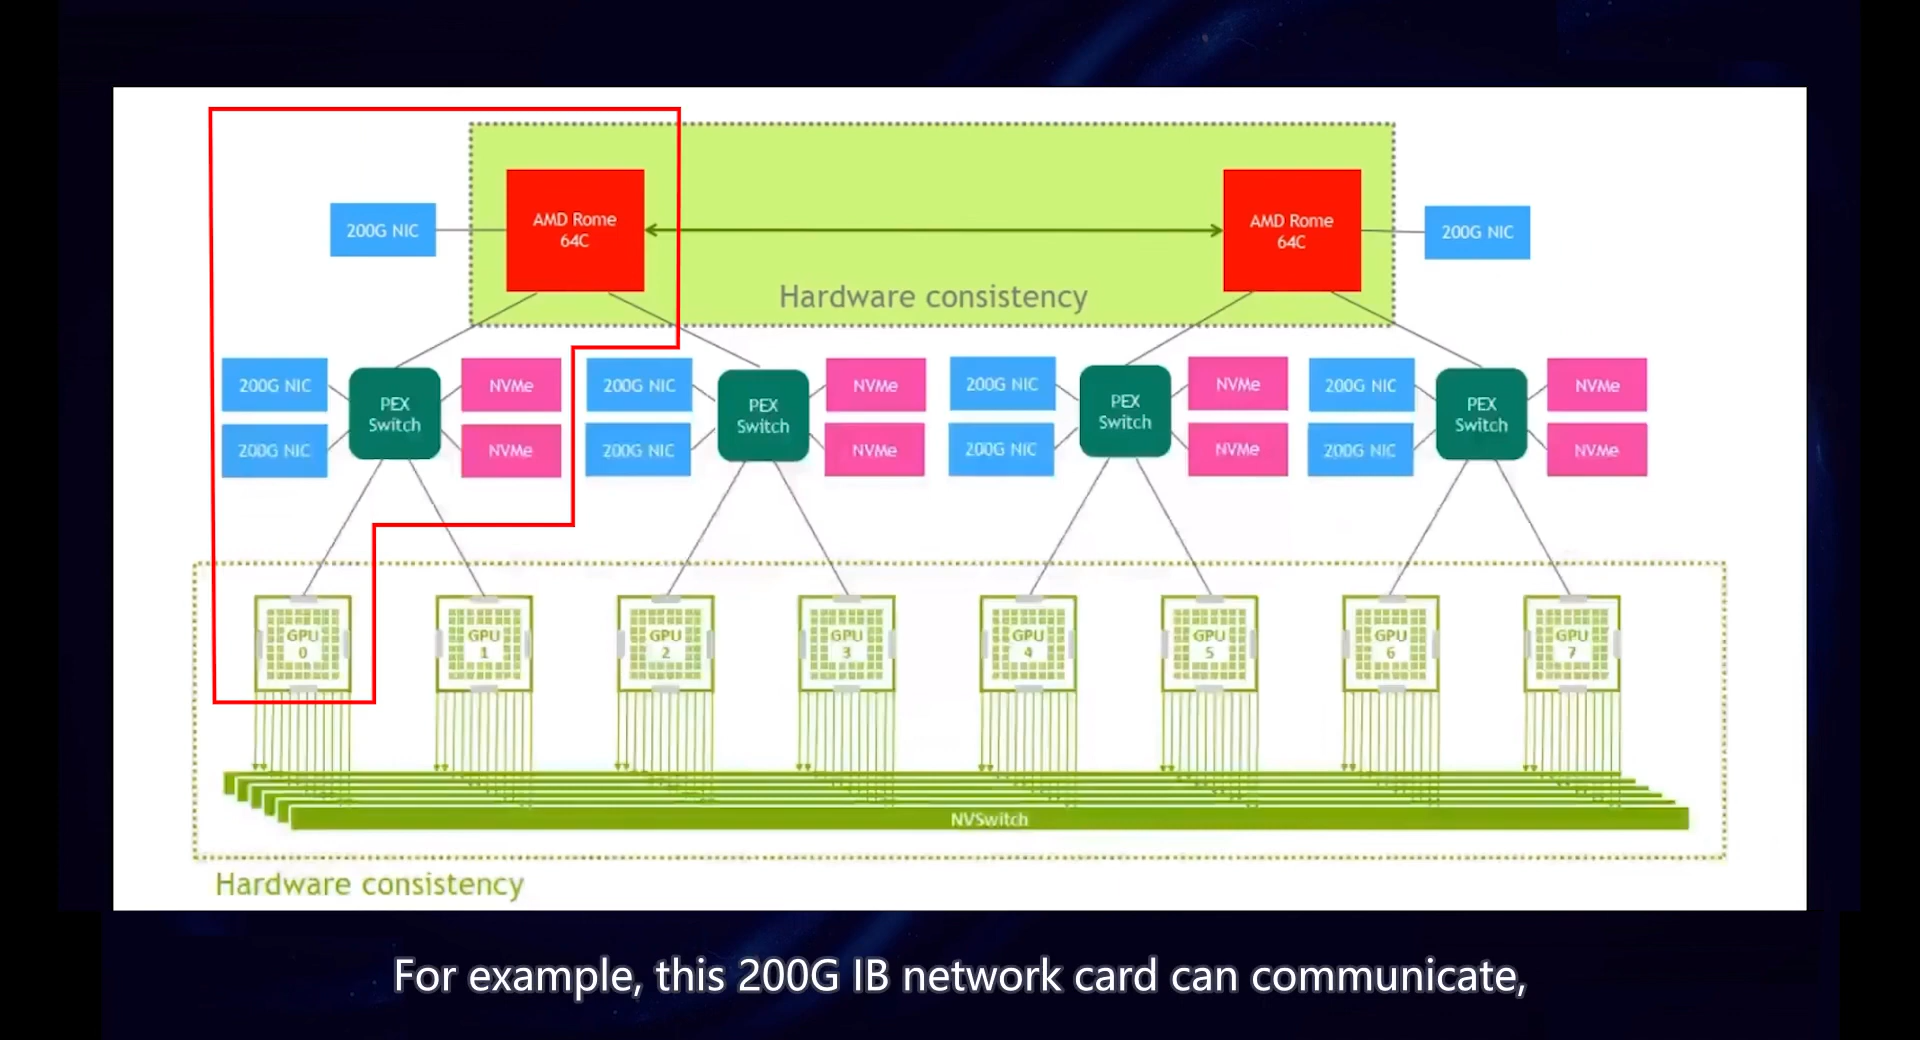 200G NIC
AMD Rome
64C
AMD Rome
64C
200G NIC
Hardware consistency
200G NIC
200G NIC
PEX
Switch
NVMe
NVMe
200G NIC
200G NIC
PEX
Switch
NVMe
NVMe
200G NIC
200G NIC
PEX
Switch
NVMe
NVMe
200G NIC
200G NIC
PEX
Switch
NVMe
NVMe
GPU
0
GPU
1
GPU
2
GPU
3
GPU
4
GPU
5
GPU
6
GPU
7
NVSwitch
Hardware consistency
For example, this 200G IB network card can communicate,